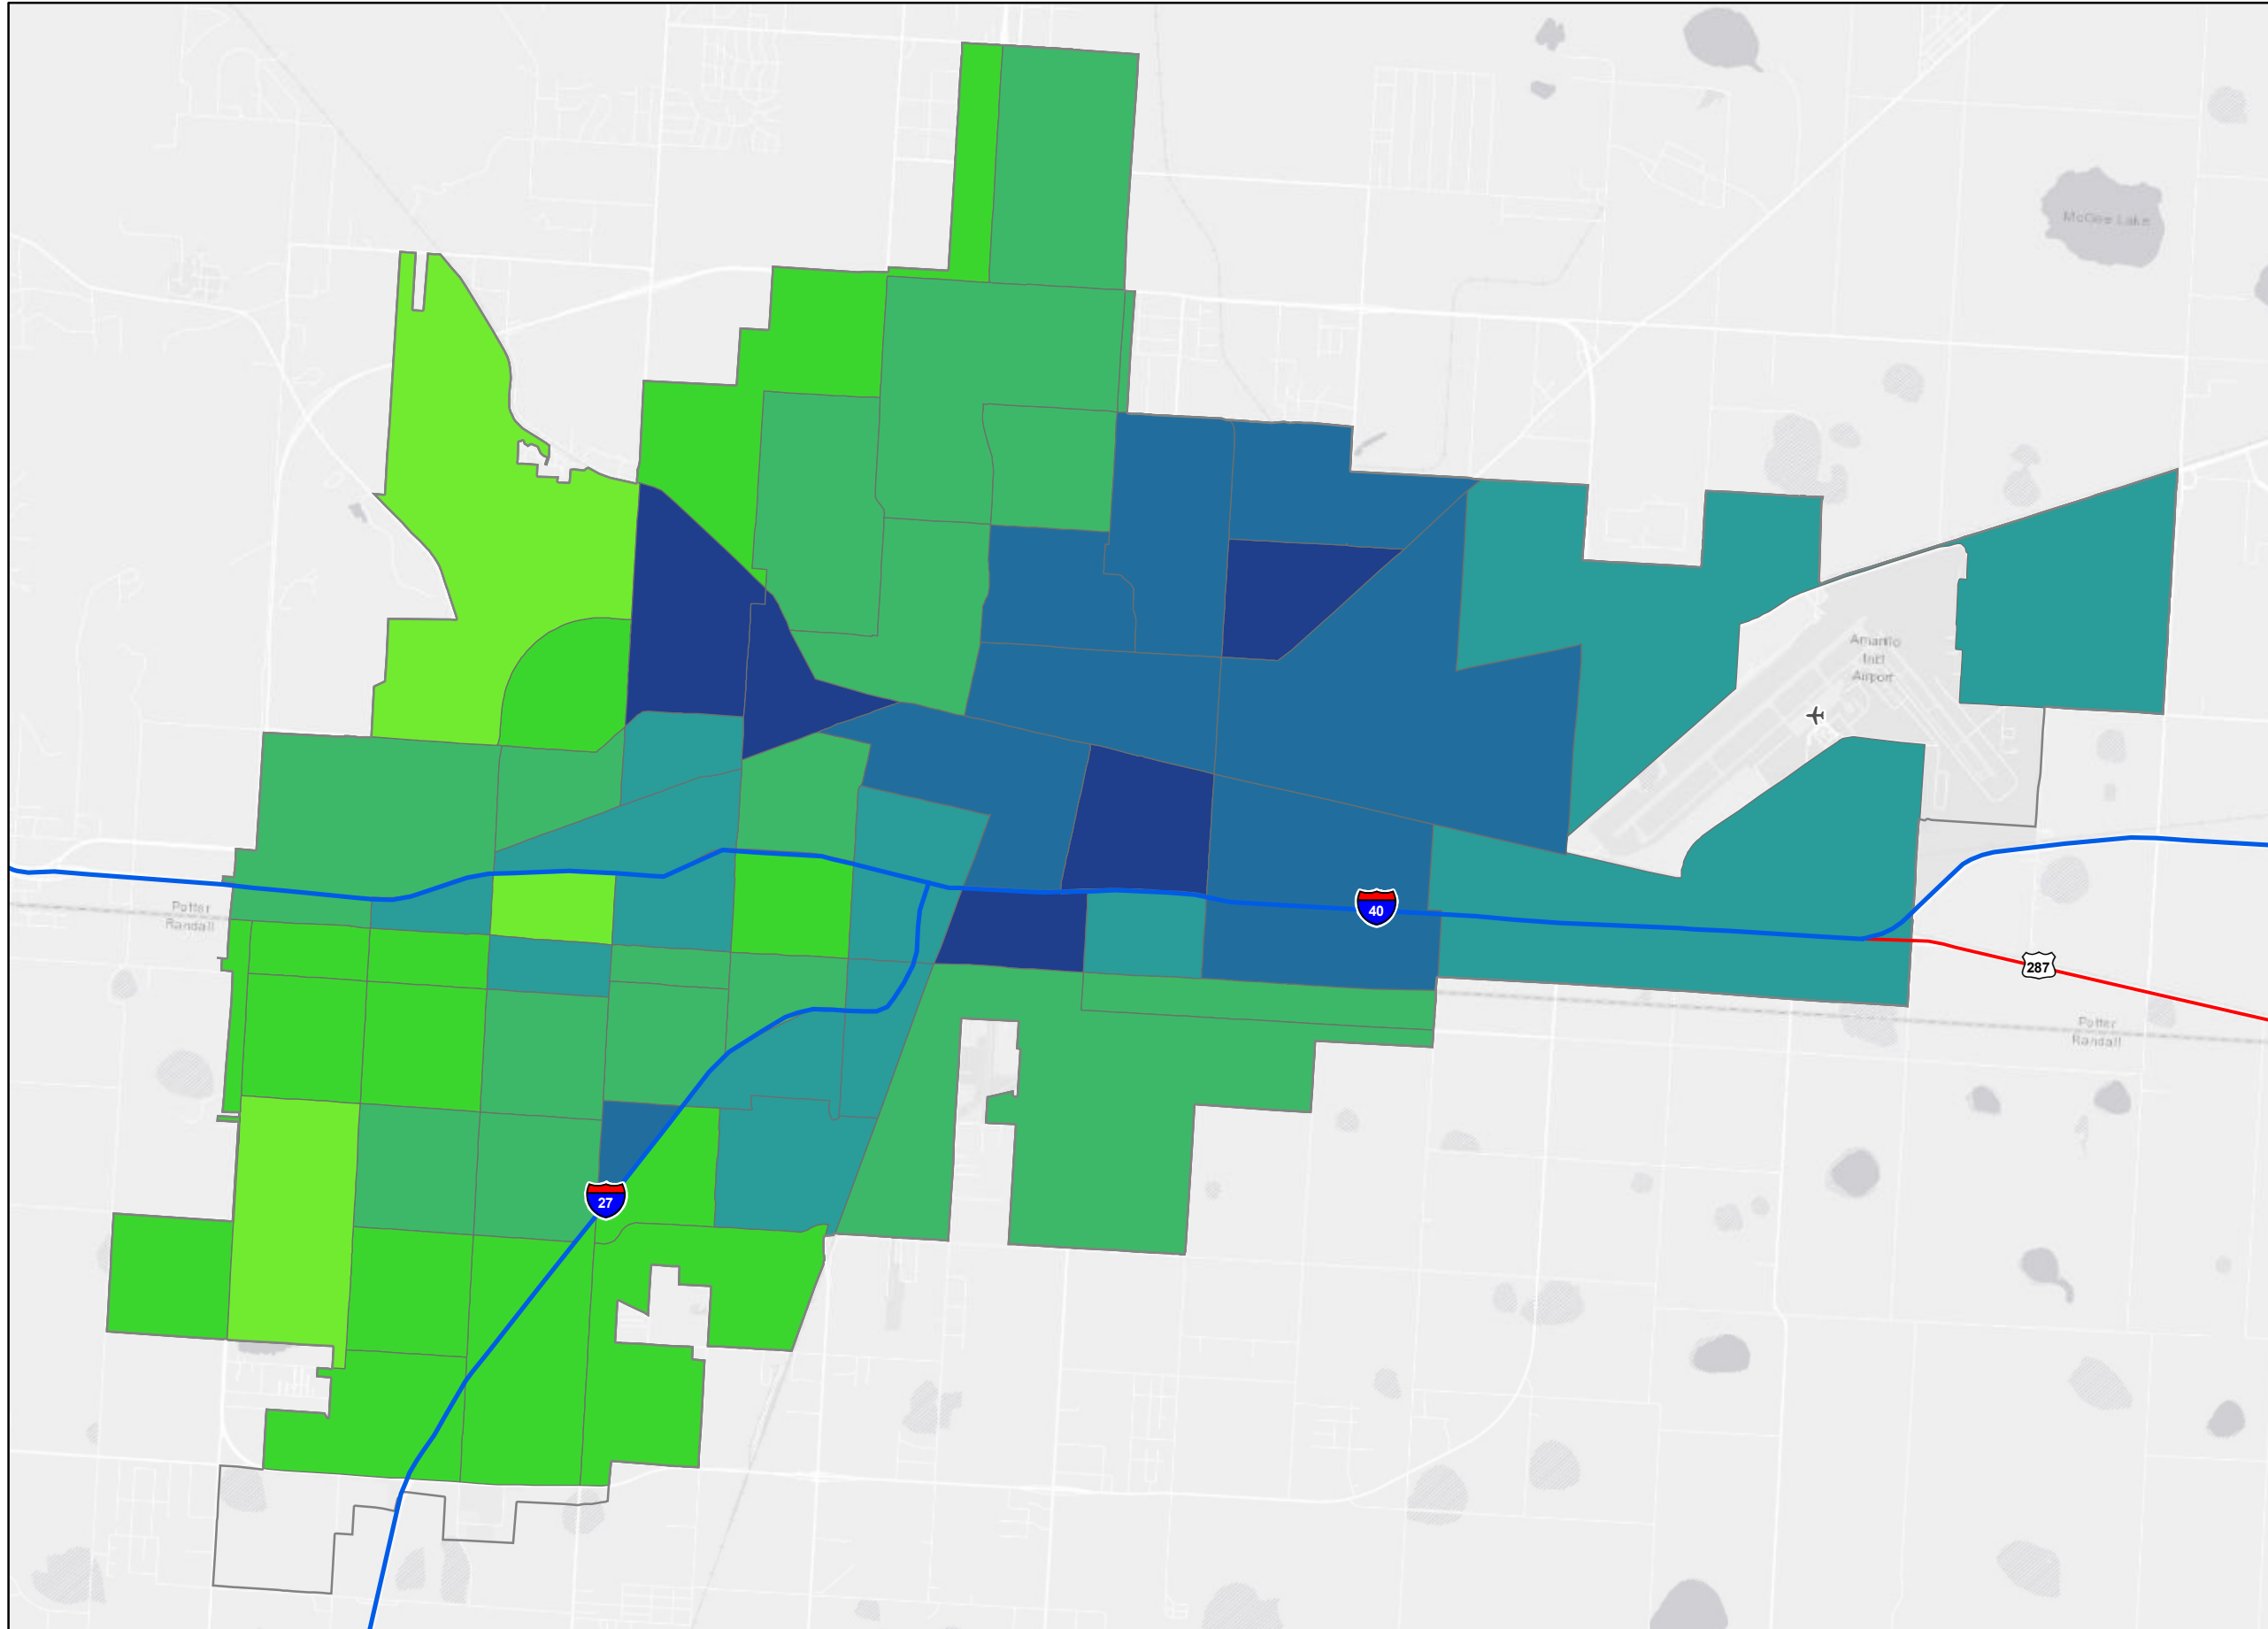 McGee Lake
Amarillo
Intl
Airport
Potter
Randall
40
287
Potter
Randall
27